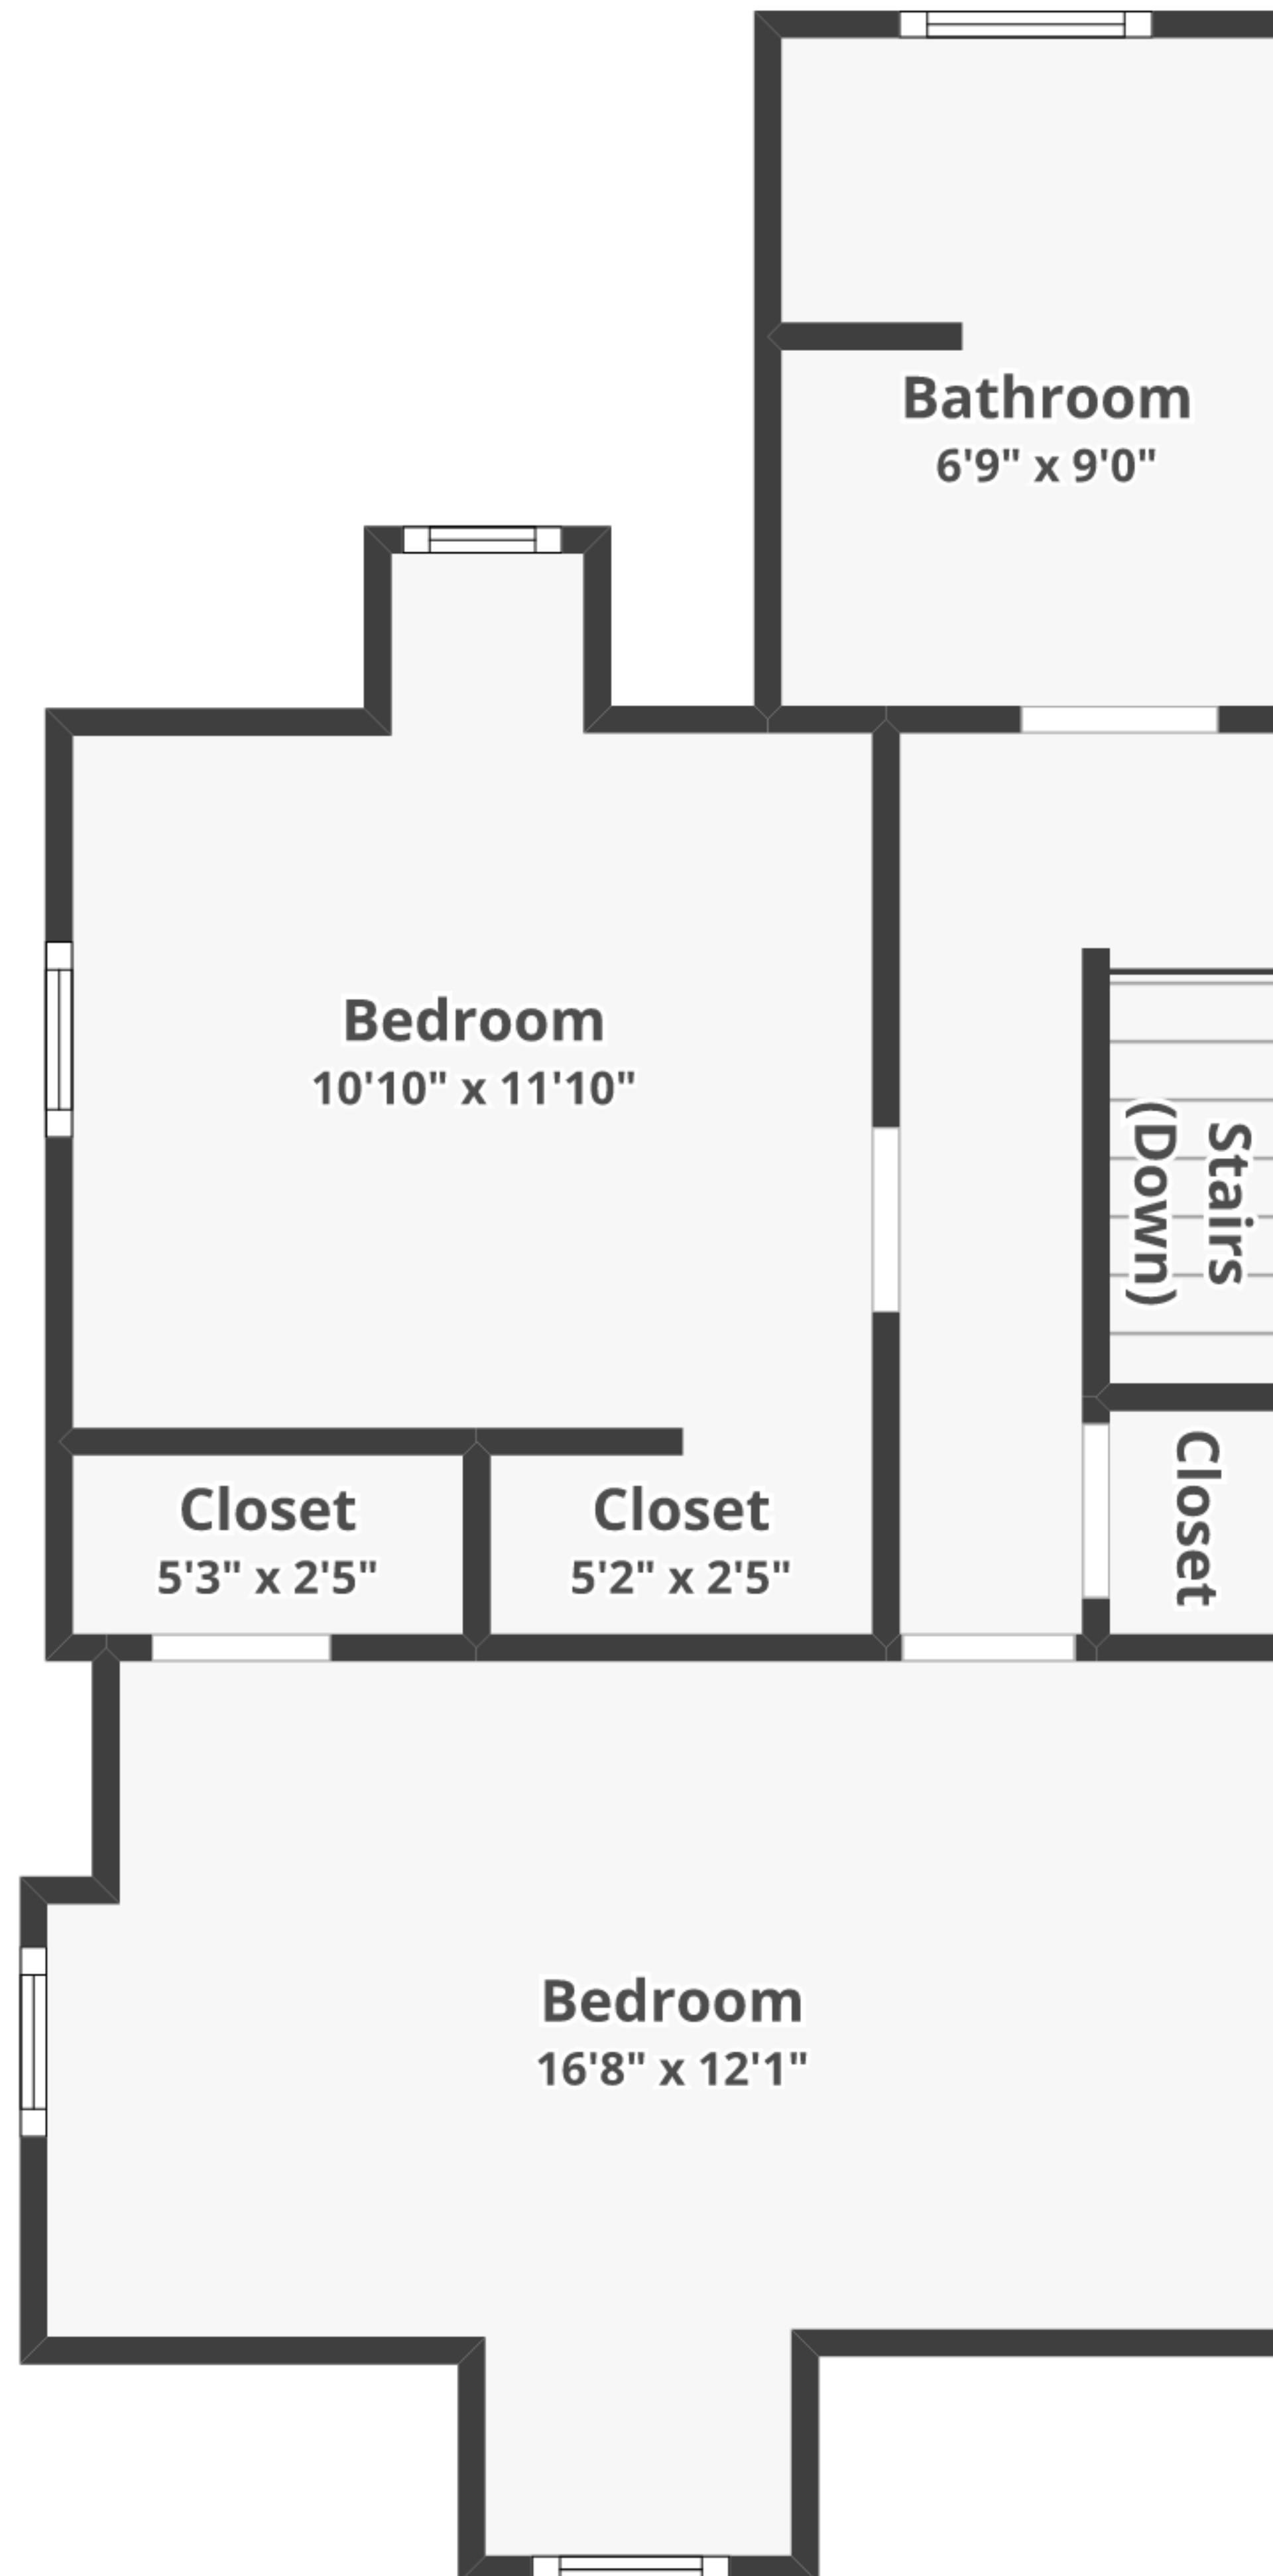 Bathroom
6'9" x 9'0"
Bedroom
10'10" x 11'10"
Stairs
(Down)
Closet
5'3" x 2'5"
Closet
5'2" x 2'5"
Closet
Bedroom
16'8" x 12'1"